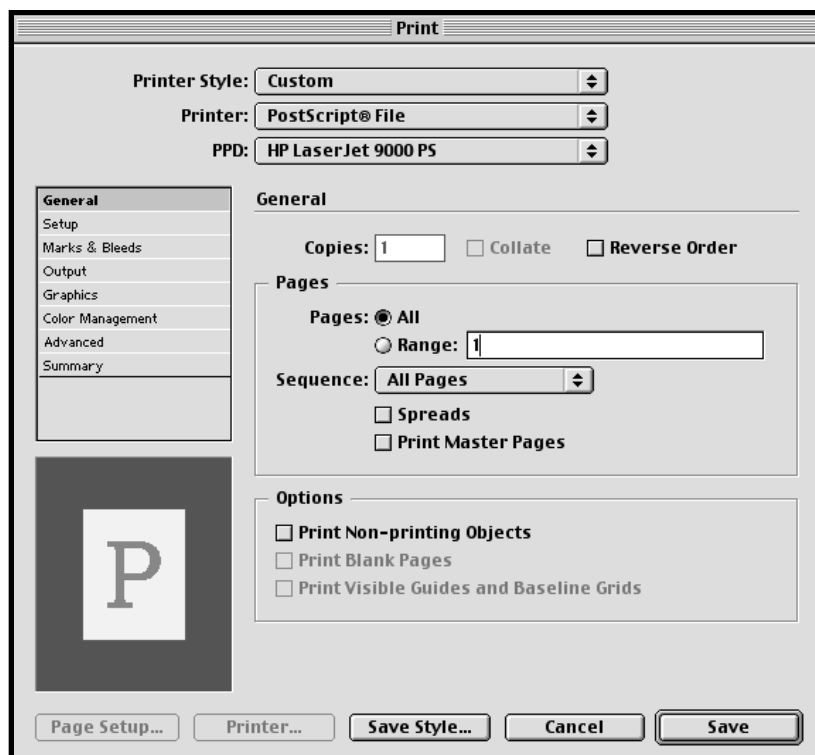 Print
Printer Style: Custom
Printer: PostScript® File
PPD: HP LaserJet 9000 PS
General
Setup
Marks & Bleeds
Output
Graphics
Color Management
Advanced
Summary
General
Copies: 1 Collate Reverse Order
Pages
Pages: All
Range: 1
Sequence: All Pages
Spreads
Print Master Pages
Options
Print Non-printing Objects
Print Blank Pages
Print Visible Guides and Baseline Grids
P
Page Setup... Printer... Save Style... Cancel Save